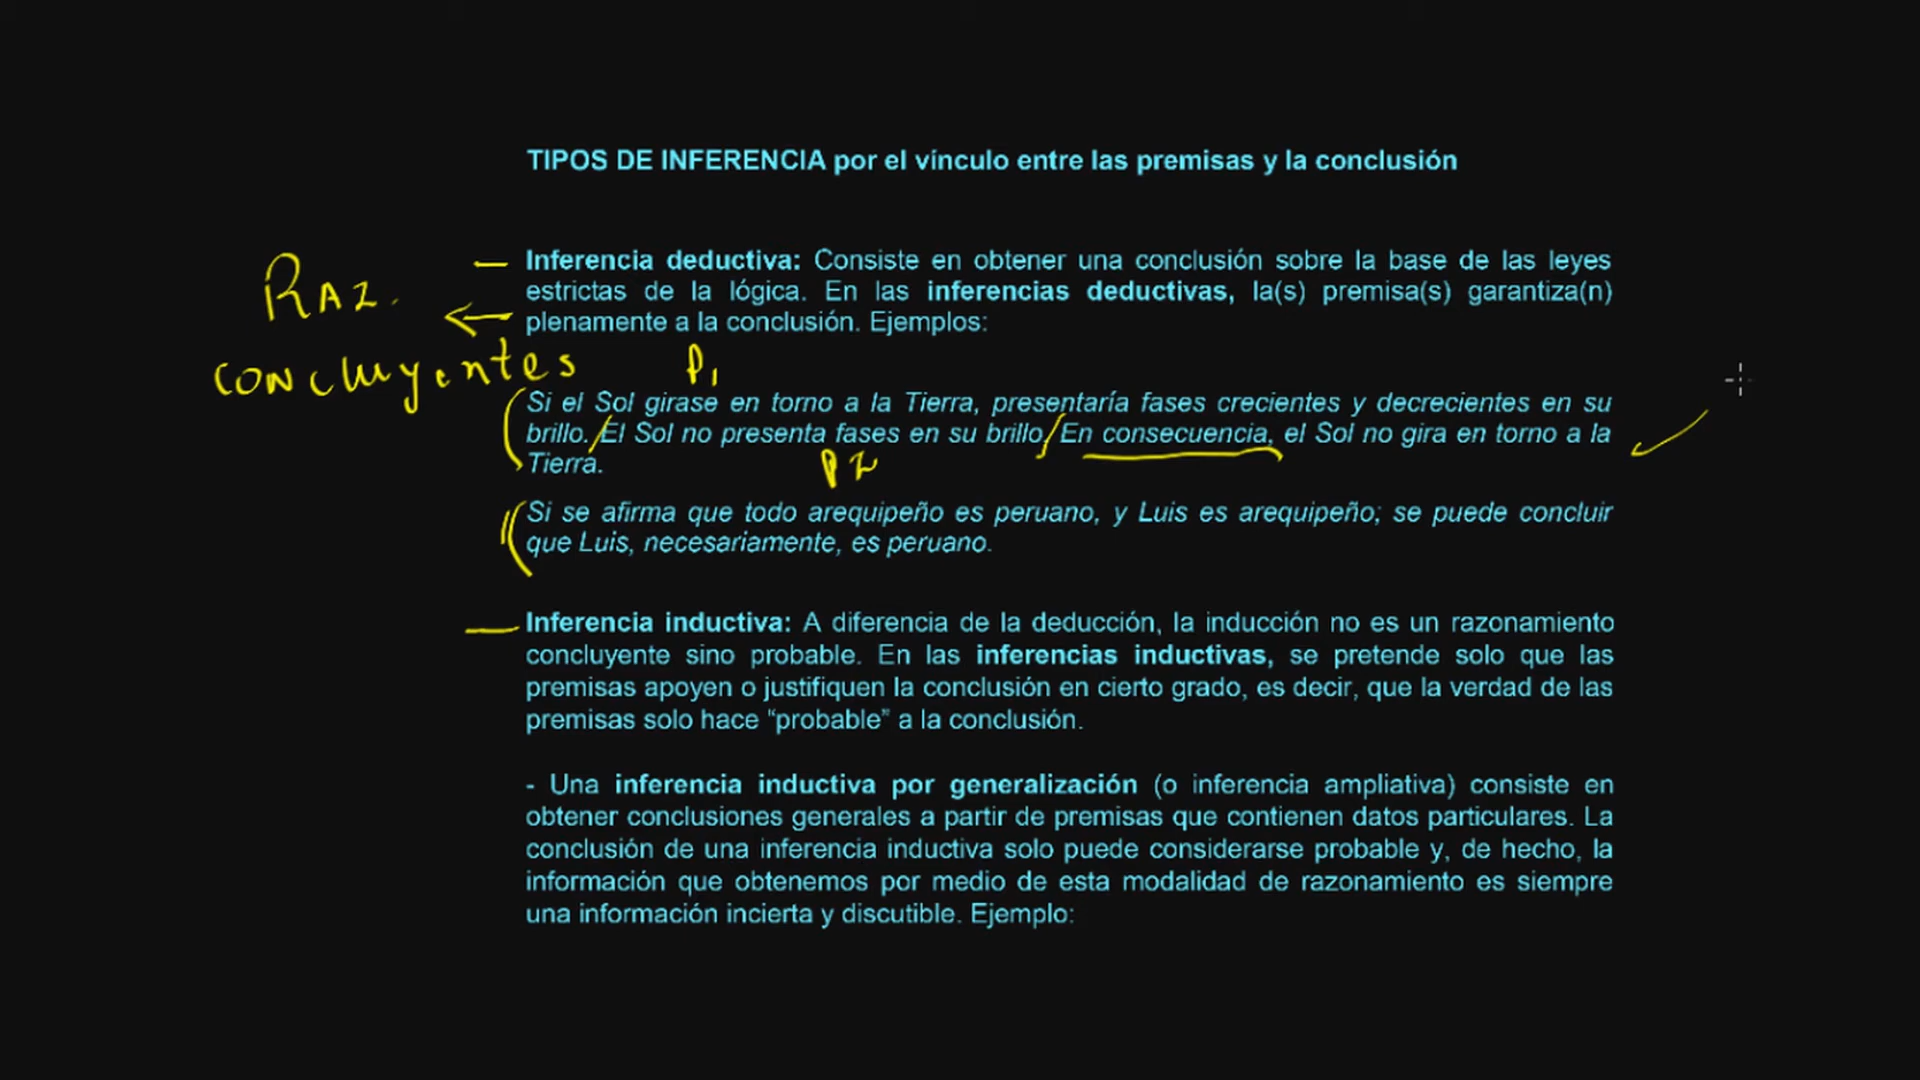 TIPOS DE INFERENCIA por el vínculo entre las premisas y la conclusión
Inferencia deductiva: Consiste en obtener una conclusión sobre la base de las leyes
estrictas de la lógica. En las inferencias deductivas, la(s) premisa(s) garantiza(n)
plenamente a la conclusión. Ejemplos:
RAZ.
CONCLUYENTES
P1
Si el Sol girase en torno a la Tierra, presentaría fases crecientes y decrecientes en su
brillo. El Sol no presenta fases en su brillo. En consecuencia, el Sol no gira en torno a la
Tierra.
P2
Si se afirma que todo arequipeño es peruano, y Luis es arequipeño; se puede concluir
que Luis, necesariamente, es peruano.
Inferencia inductiva: A diferencia de la deducción, la inducción no es un razonamiento
concluyente sino probable. En las inferencias inductivas, se pretende solo que las
premisas apoyen o justifiquen la conclusión en cierto grado, es decir, que la verdad de las
premisas solo hace “probable” a la conclusión.
- Una inferencia inductiva por generalización (o inferencia ampliativa) consiste en
obtener conclusiones generales a partir de premisas que contienen datos particulares. La
conclusión de una inferencia inductiva solo puede considerarse probable y, de hecho, la
información que obtenemos por medio de esta modalidad de razonamiento es siempre
una información incierta y discutible. Ejemplo: